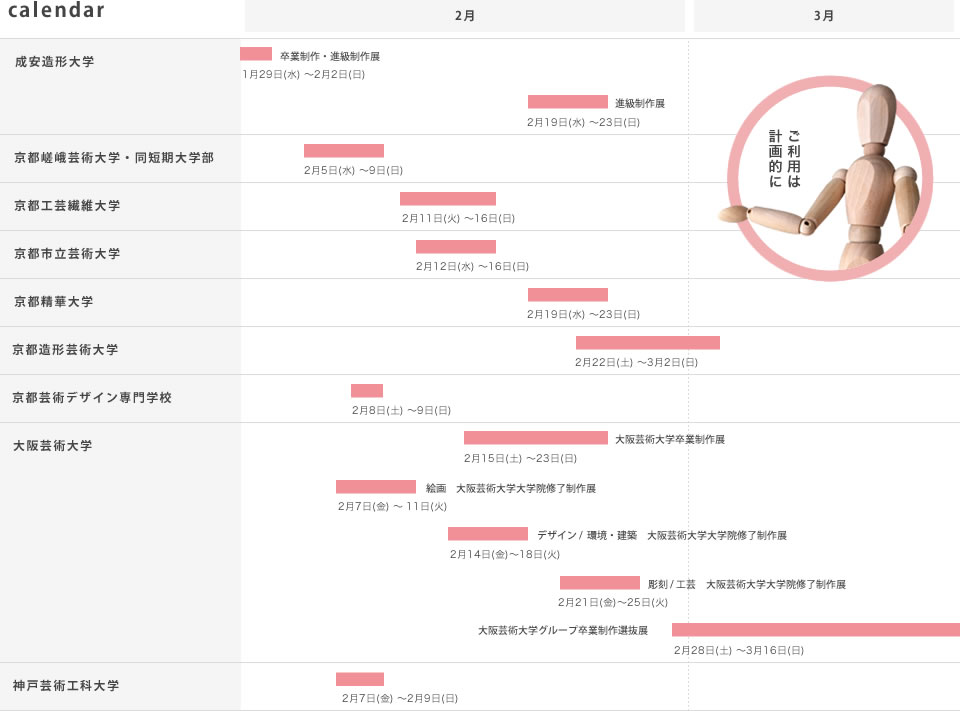 calendar
2月
3月
成安造形大学
卒業制作・進級制作展
1月29日(水) ～2月2日(日)
進級制作展
2月19日(水) ～23日(日)
ご利用は
計画的に
京都嵯峨芸術大学・同短期大学部
2月5日(水) ～9日(日)
京都工芸繊維大学
2月11日(火) ～16日(日)
京都市立芸術大学
2月12日(水) ～16日(日)
京都精華大学
2月19日(水) ～23日(日)
京都造形芸術大学
2月22日(土) ～3月2日(日)
京都芸術デザイン専門学校
2月8日(土) ～9日(日)
大阪芸術大学
大阪芸術大学卒業制作展
2月15日(土) ～23日(日)
絵画　大阪芸術大学大学院修了制作展
2月7日(金) ～ 11日(火)
デザイン / 環境・建築　大阪芸術大学大学院修了制作展
2月14日(金)～18日(火)
彫刻 / 工芸　大阪芸術大学大学院修了制作展
2月21日(金)～25日(火)
大阪芸術大学グループ卒業制作選抜展
2月28日(土) ～3月16日(日)
神戸芸術工科大学
2月7日(金) ～2月9日(日)